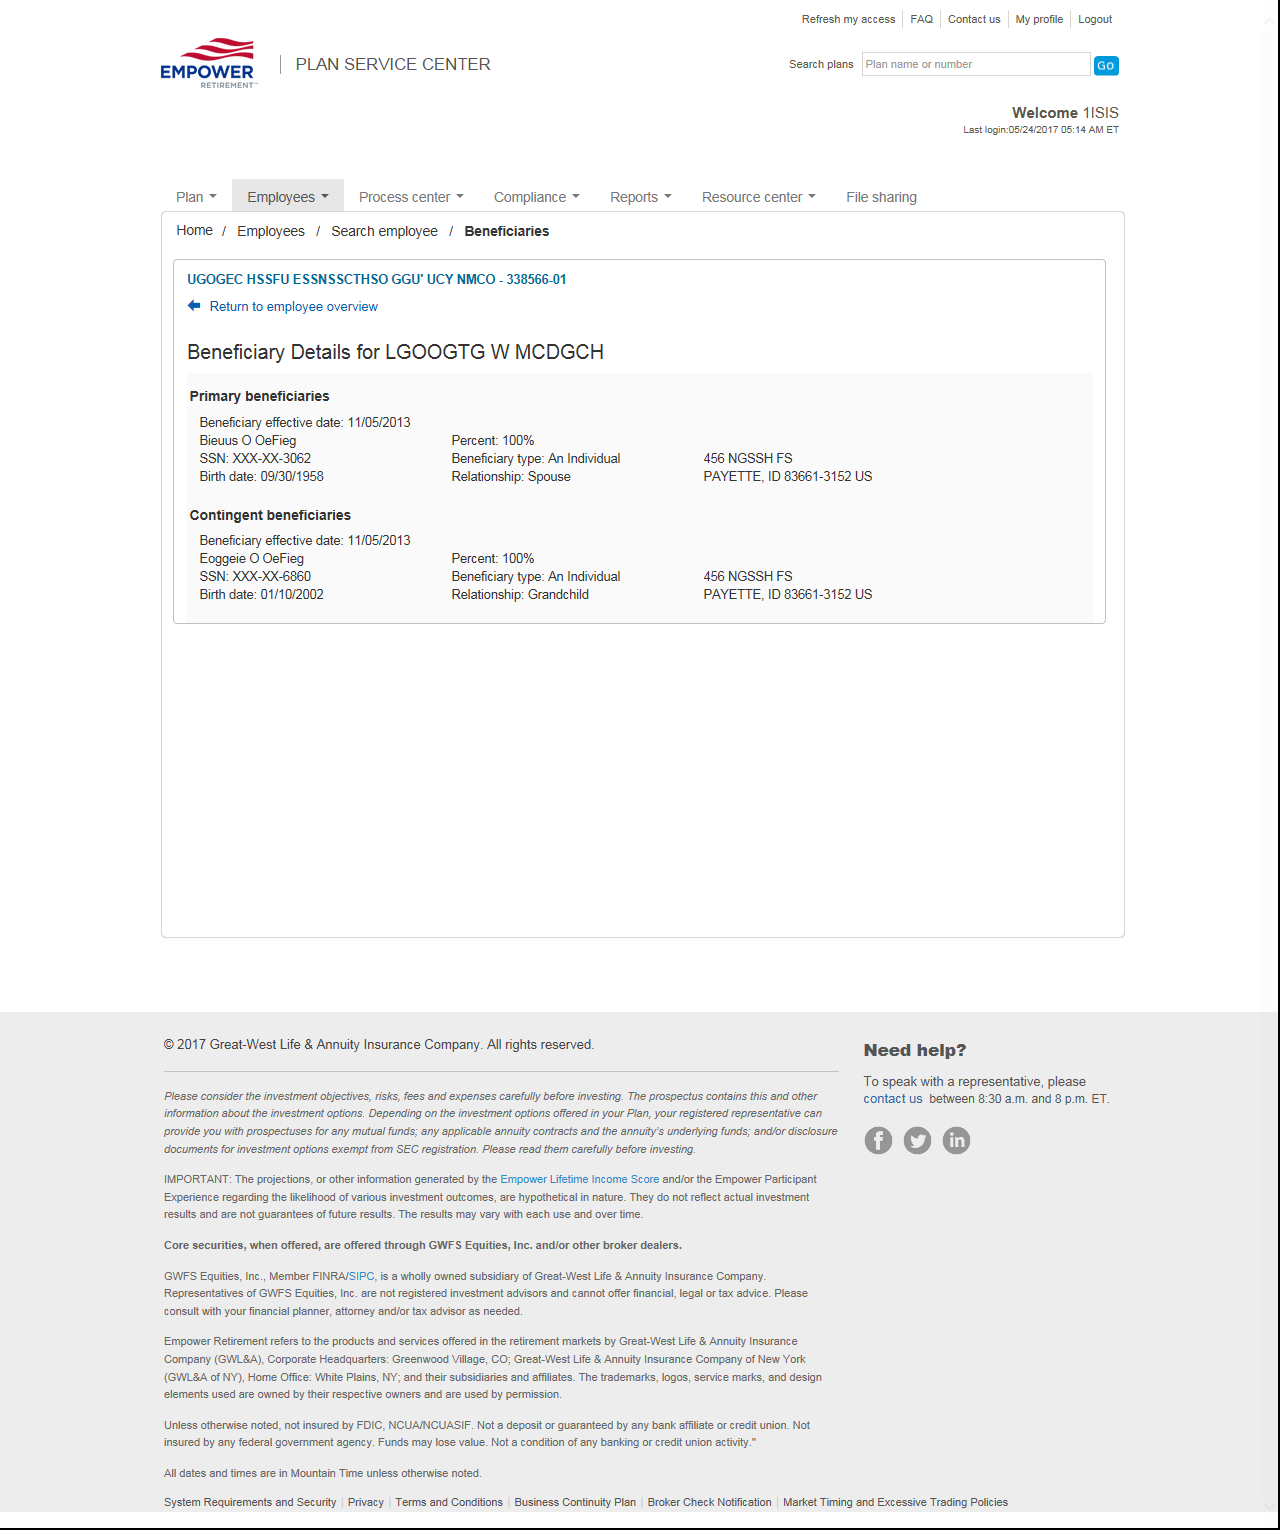 Refresh my access FAQ Contact us My profile Logout
EMPOWER
RETIREMENT™
PLAN SERVICE CENTER
Search plans Plan name or number GO
Welcome 1ISIS
Last login:05/24/2017 05:14 AM ET
Plan Employees Process center Compliance Reports Resource center File sharing
Home / Employees / Search employee / Beneficiaries
UGOGEC HSSFU ESSNSSCTHSO GGU' UCY NMCO - 338566-01
Return to employee overview
Beneficiary Details for LGOOGTG W MCDGCH
Primary beneficiaries
Beneficiary effective date: 11/05/2013
Bieuus O OeFieg Percent: 100%
SSN: XXX-XX-3062 Beneficiary type: An Individual 456 NGSSH FS
Birth date: 09/30/1958 Relationship: Spouse PAYETTE, ID 83661-3152 US
Contingent beneficiaries
Beneficiary effective date: 11/05/2013
Eoggeie O OeFieg Percent: 100%
SSN: XXX-XX-6860 Beneficiary type: An Individual 456 NGSSH FS
Birth date: 01/10/2002 Relationship: Grandchild PAYETTE, ID 83661-3152 US
© 2017 Great-West Life & Annuity Insurance Company. All rights reserved.
Please consider the investment objectives, risks, fees and expenses carefully before investing. The prospectus contains this and other
information about the investment options. Depending on the investment options offered in your Plan, your registered representative can
provide you with prospectuses for any mutual funds; any applicable annuity contracts and the annuity's underlying funds; and/or disclosure
documents for investment options exempt from SEC registration. Please read them carefully before investing.
IMPORTANT: The projections, or other information generated by the Empower Lifetime Income Score and/or the Empower Participant
Experience regarding the likelihood of various investment outcomes, are hypothetical in nature. They do not reflect actual investment
results and are not guarantees of future results. The results may vary with each use and over time.
Core securities, when offered, are offered through GWFS Equities, Inc. and/or other broker dealers.
GWFS Equities, Inc., Member FINRA/SIPC, is a wholly owned subsidiary of Great-West Life & Annuity Insurance Company.
Representatives of GWFS Equities, Inc. are not registered investment advisors and cannot offer financial, legal or tax advice. Please
consult with your financial planner, attorney and/or tax advisor as needed.
Empower Retirement refers to the products and services offered in the retirement markets by Great-West Life & Annuity Insurance
Company (GWL&A), Corporate Headquarters: Greenwood Village, CO; Great-West Life & Annuity Insurance Company of New York
(GWL&A of NY), Home Office: White Plains, NY; and their subsidiaries and affiliates. The trademarks, logos, service marks, and design
elements used are owned by their respective owners and are used by permission.
Unless otherwise noted, not insured by FDIC, NCUA/NCUASIF. Not a deposit or guaranteed by any bank affiliate or credit union. Not
insured by any federal government agency. Funds may lose value. Not a condition of any banking or credit union activity."
All dates and times are in Mountain Time unless otherwise noted.
System Requirements and Security | Privacy | Terms and Conditions | Business Continuity Plan | Broker Check Notification | Market Timing and Excessive Trading Policies
Need help?
To speak with a representative, please
contact us between 8:30 a.m. and 8 p.m. ET.